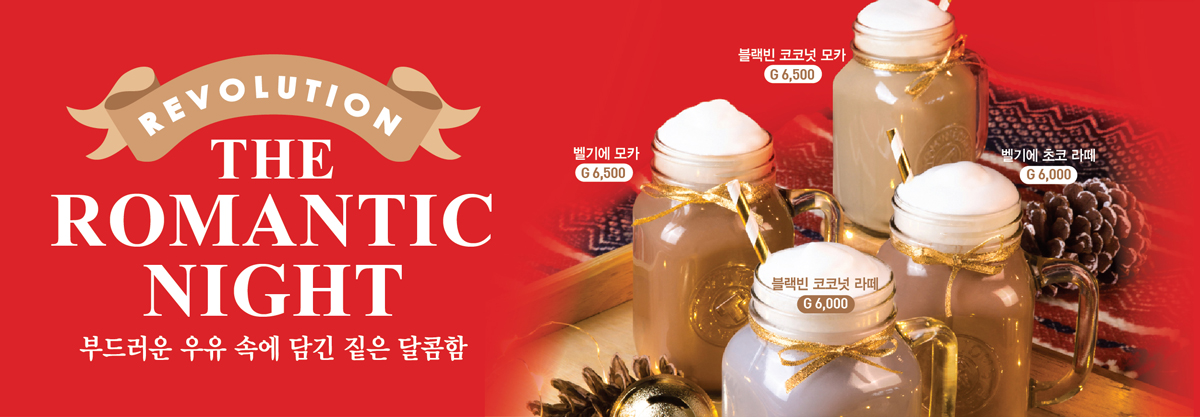 REVOLUTION
THE
ROMANTIC
NIGHT
부드러운 우유 속에 담긴 짙은 달콤함
블랙빈 코코넛 모카
G 6,500
벨기에 모카
G 6,500
벨기에 초코 라떼
G 6,000
블랙빈 코코넛 라떼
G 6,000